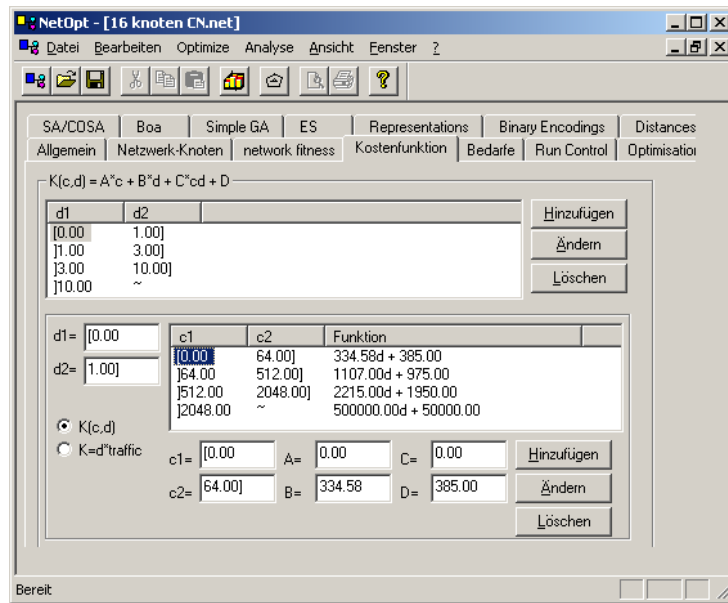 NetOpt - [16 knoten CN.net]
Datei Bearbeiten Optimize Analyse Ansicht Fenster ?
SA/COSA Boa Simple GA ES Representations Binary Encodings Distances
Allgemein Netzwerk-Knoten network fitness Kostenfunktion Bedarfe Run Control Optimisation
K(c,d) = A*c + B*d + C*cd + D
d1 d2
[0.00 1.00]
]1.00 3.00]
]3.00 10.00]
]10.00 ~
Hinzufügen
Ändern
Löschen
d1= [0.00
d2= 1.00]
K(c,d)
K=d*traffic
c1 c2 Funktion
[0.00 64.00] 334.58d + 385.00
]64.00 512.00] 1107.00d + 975.00
]512.00 2048.00] 2215.00d + 1950.00
]2048.00 ~ 500000.00d + 50000.00
c1= [0.00 A= 0.00 C= 0.00 Hinzufügen
c2= 64.00] B= 334.58 D= 385.00 Ändern
Löschen
Bereit